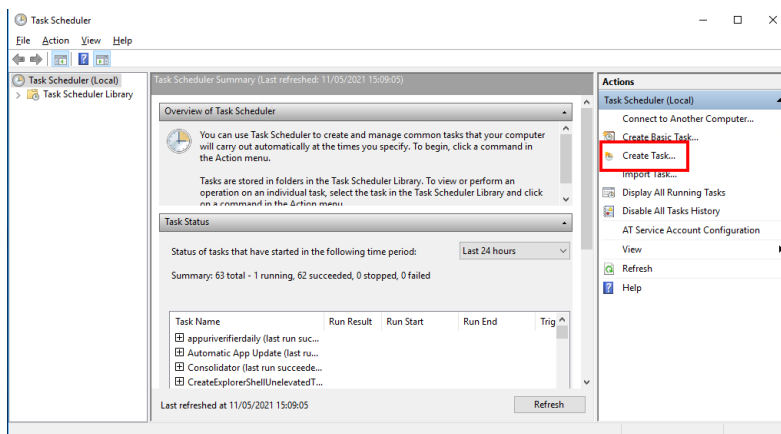 Task Scheduler
File Action View Help
Task Scheduler (Local)
Task Scheduler Library
Task Scheduler Summary (Last refreshed: 11/05/2021 15:09:05)
Overview of Task Scheduler
You can use Task Scheduler to create and manage common tasks that your computer
will carry out automatically at the times you specify. To begin, click a command in
the Action menu.
Tasks are stored in folders in the Task Scheduler Library. To view or perform an
operation on an individual task, select the task in the Task Scheduler Library and click
on a command in the Action menu
Task Status
Status of tasks that have started in the following time period:
Last 24 hours
Summary: 63 total - 1 running, 62 succeeded, 0 stopped, 0 failed
Task Name Run Result Run Start Run End Trig
appuriverifierdaily (last run suc...
Automatic App Update (last ru...
Consolidator (last run succeede...
CreateExplorerShellUnelevatedT...
Last refreshed at 11/05/2021 15:09:05
Refresh
Actions
Task Scheduler (Local)
Connect to Another Computer...
Create Basic Task...
Create Task...
Import Task...
Display All Running Tasks
Disable All Tasks History
AT Service Account Configuration
View
Refresh
Help